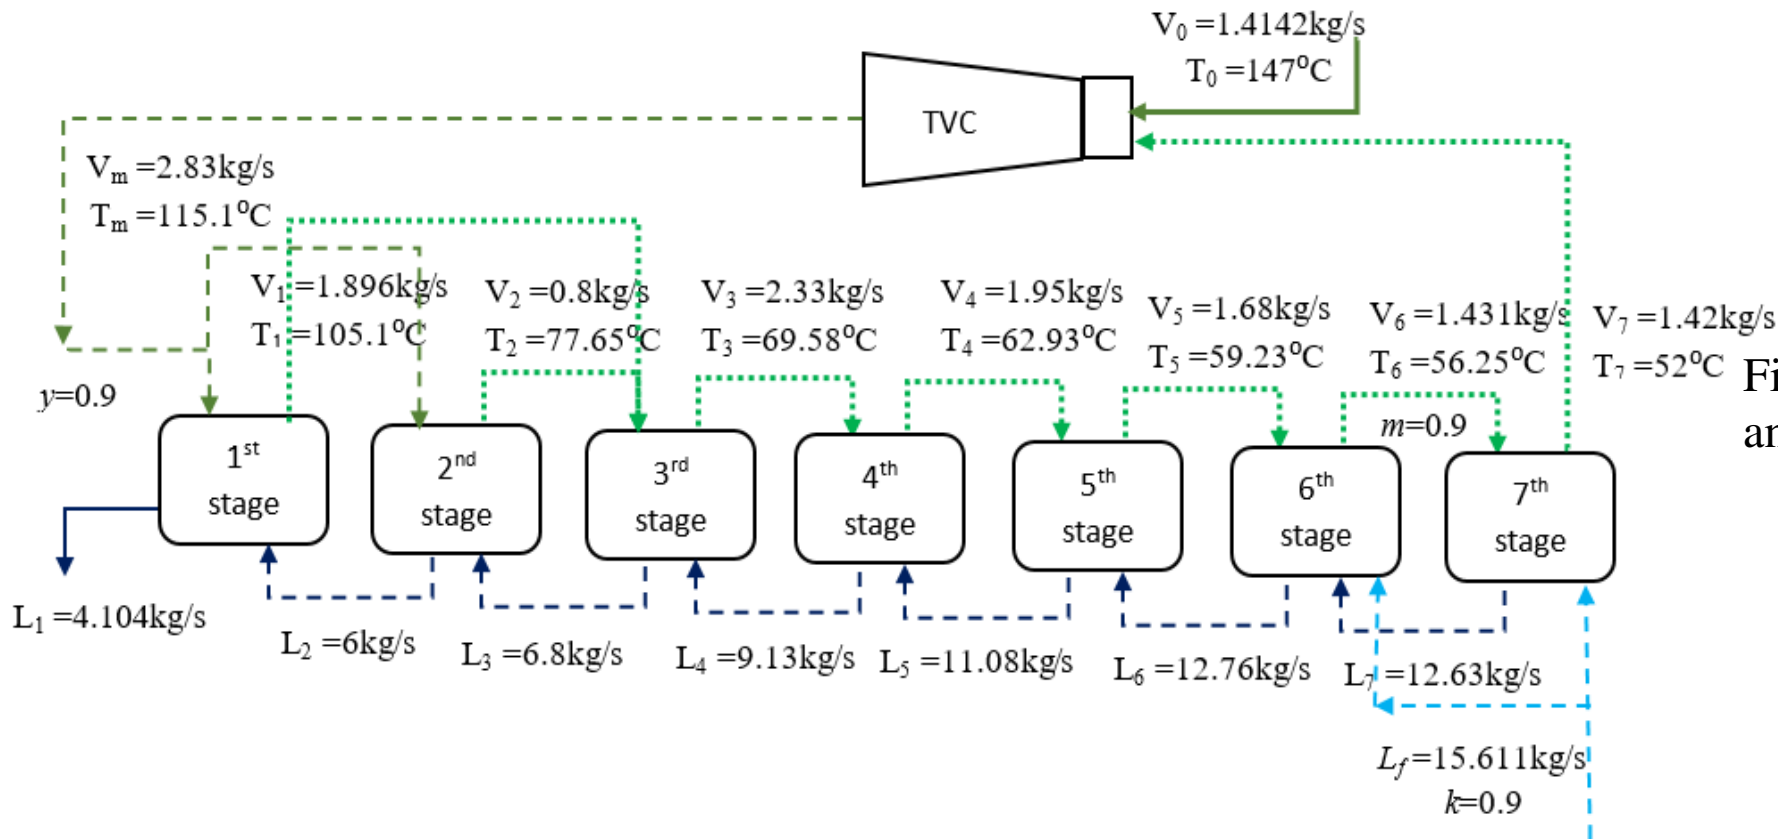 V₀ =1.4142kg/s
T₀ =147°C
TVC
Vₘ =2.83kg/s
Tₘ =115.1°C
V₁ =1.896kg/s
T₁ =105.1°C
V₂ =0.8kg/s
T₂ =77.65°C
V₃ =2.33kg/s
T₃ =69.58°C
V₄ =1.95kg/s
T₄ =62.93°C
V₅ =1.68kg/s
T₅ =59.23°C
V₆ =1.431kg/s
T₆ =56.25°C
V₇ =1.42kg/s
T₇ =52°C
Fi
an
y=0.9
m=0.9
1st
stage
2nd
stage
3rd
stage
4th
stage
5th
stage
6th
stage
7th
stage
L₁ =4.104kg/s
L₂ =6kg/s
L₃ =6.8kg/s
L₄ =9.13kg/s
L₅ =11.08kg/s
L₆ =12.76kg/s
L₇ =12.63kg/s
L_f =15.611kg/s
k=0.9